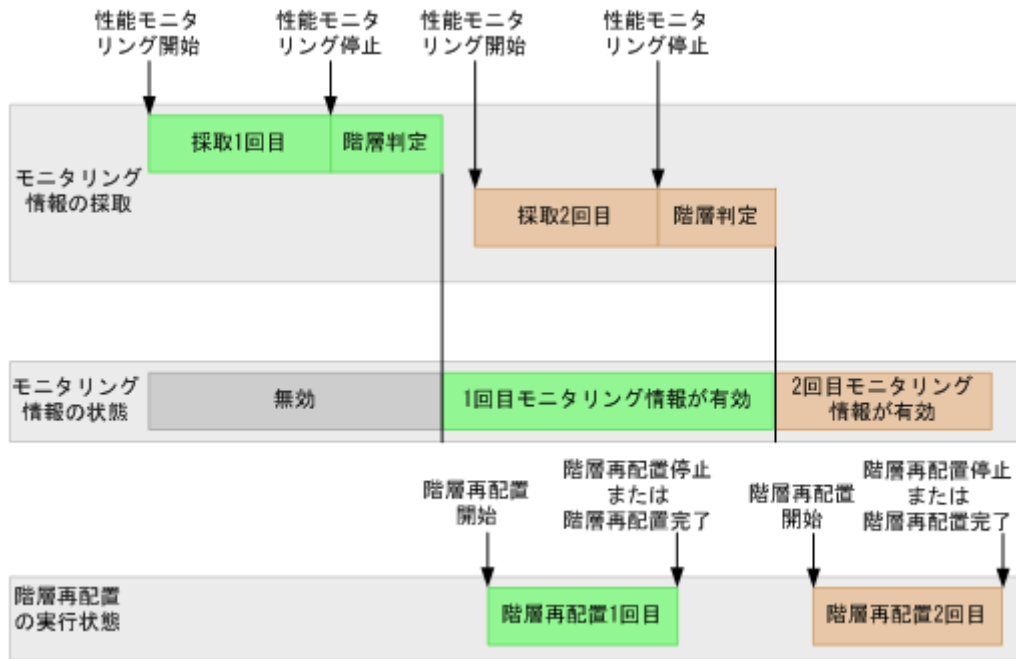 性能モニタ
リング開始
性能モニタ
リング停止
性能モニタ
リング開始
性能モニタ
リング停止
モニタリング
情報の採取
採取1回目
階層判定
採取2回目
階層判定
モニタリング
情報の状態
無効
1回目モニタリング情報が有効
2回目モニタリング
情報が有効
階層再配置
開始
階層再配置停止
または
階層再配置完了
階層再配置
開始
階層再配置停止
または
階層再配置完了
階層再配置
の実行状態
階層再配置1回目
階層再配置2回目